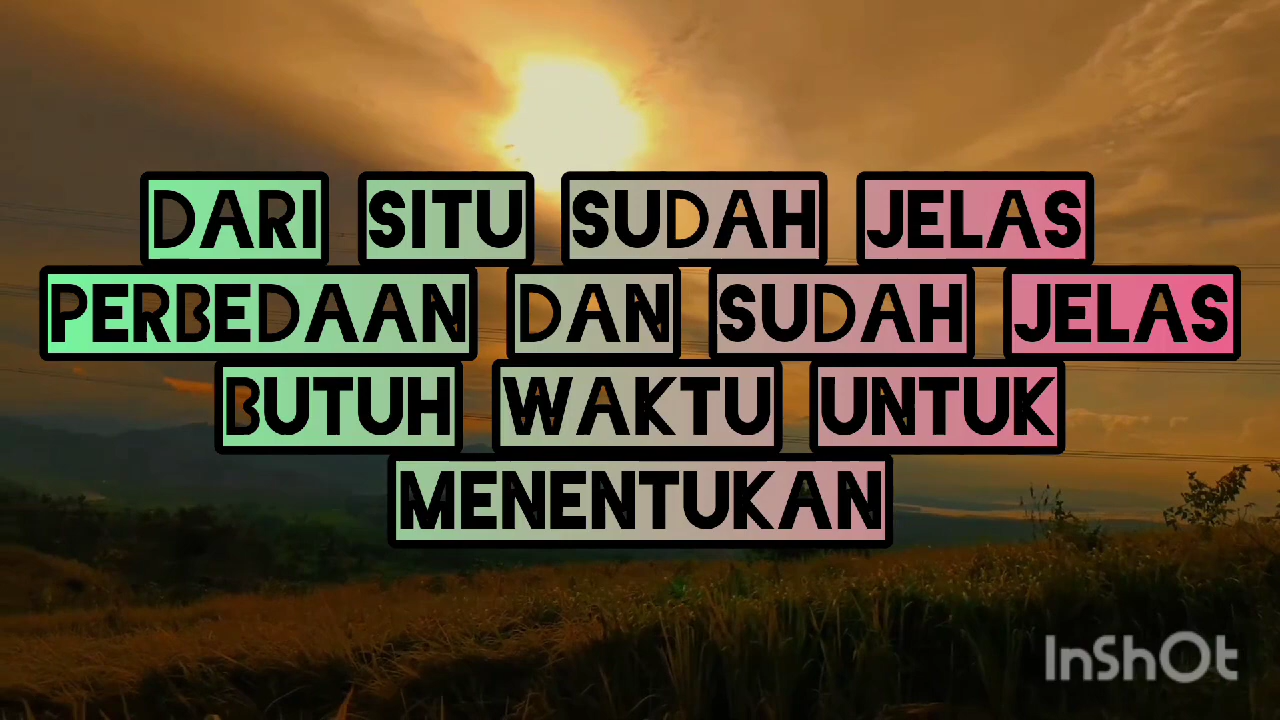 DARI SITU SUDAH JELAS
PERBEDAAN DAN SUDAH JELAS
BUTUH WAKTU UNTUK
MENENTUKAN
InShOt